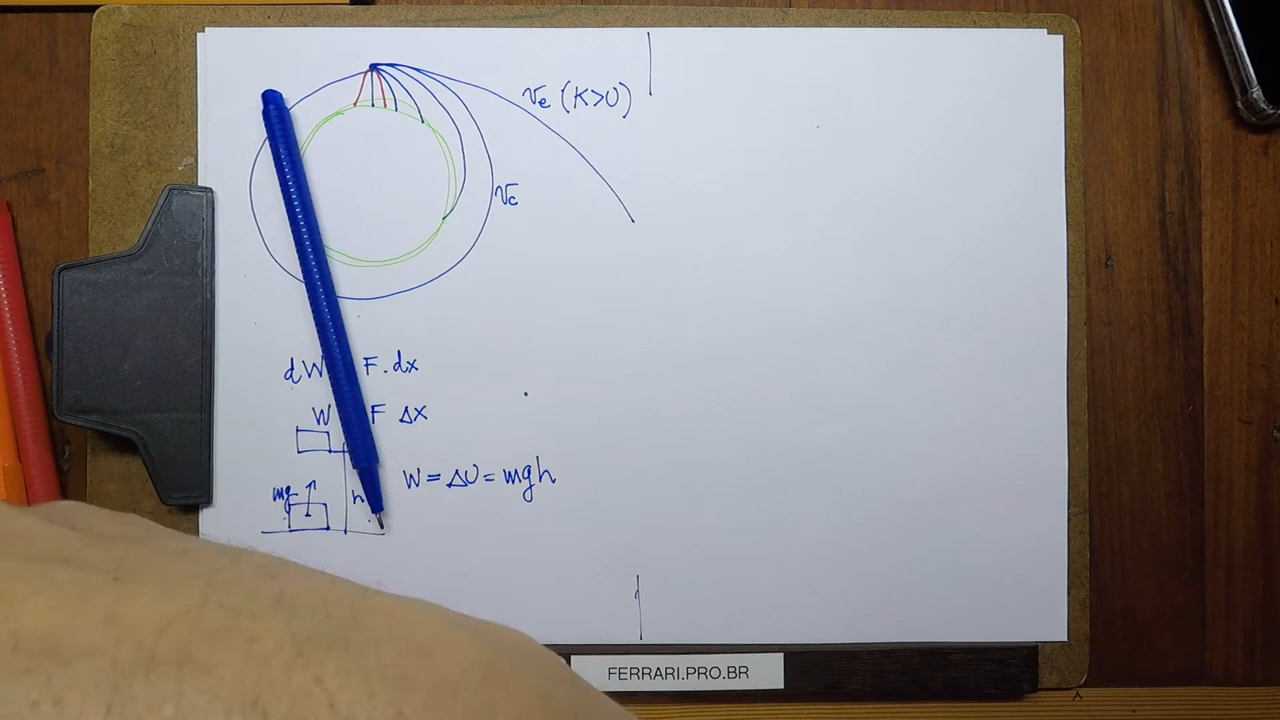 ve (K>U)
vc
dW F. dx
W F Δx
mg h W = ΔU = mgh
FERRARI.PRO.BR